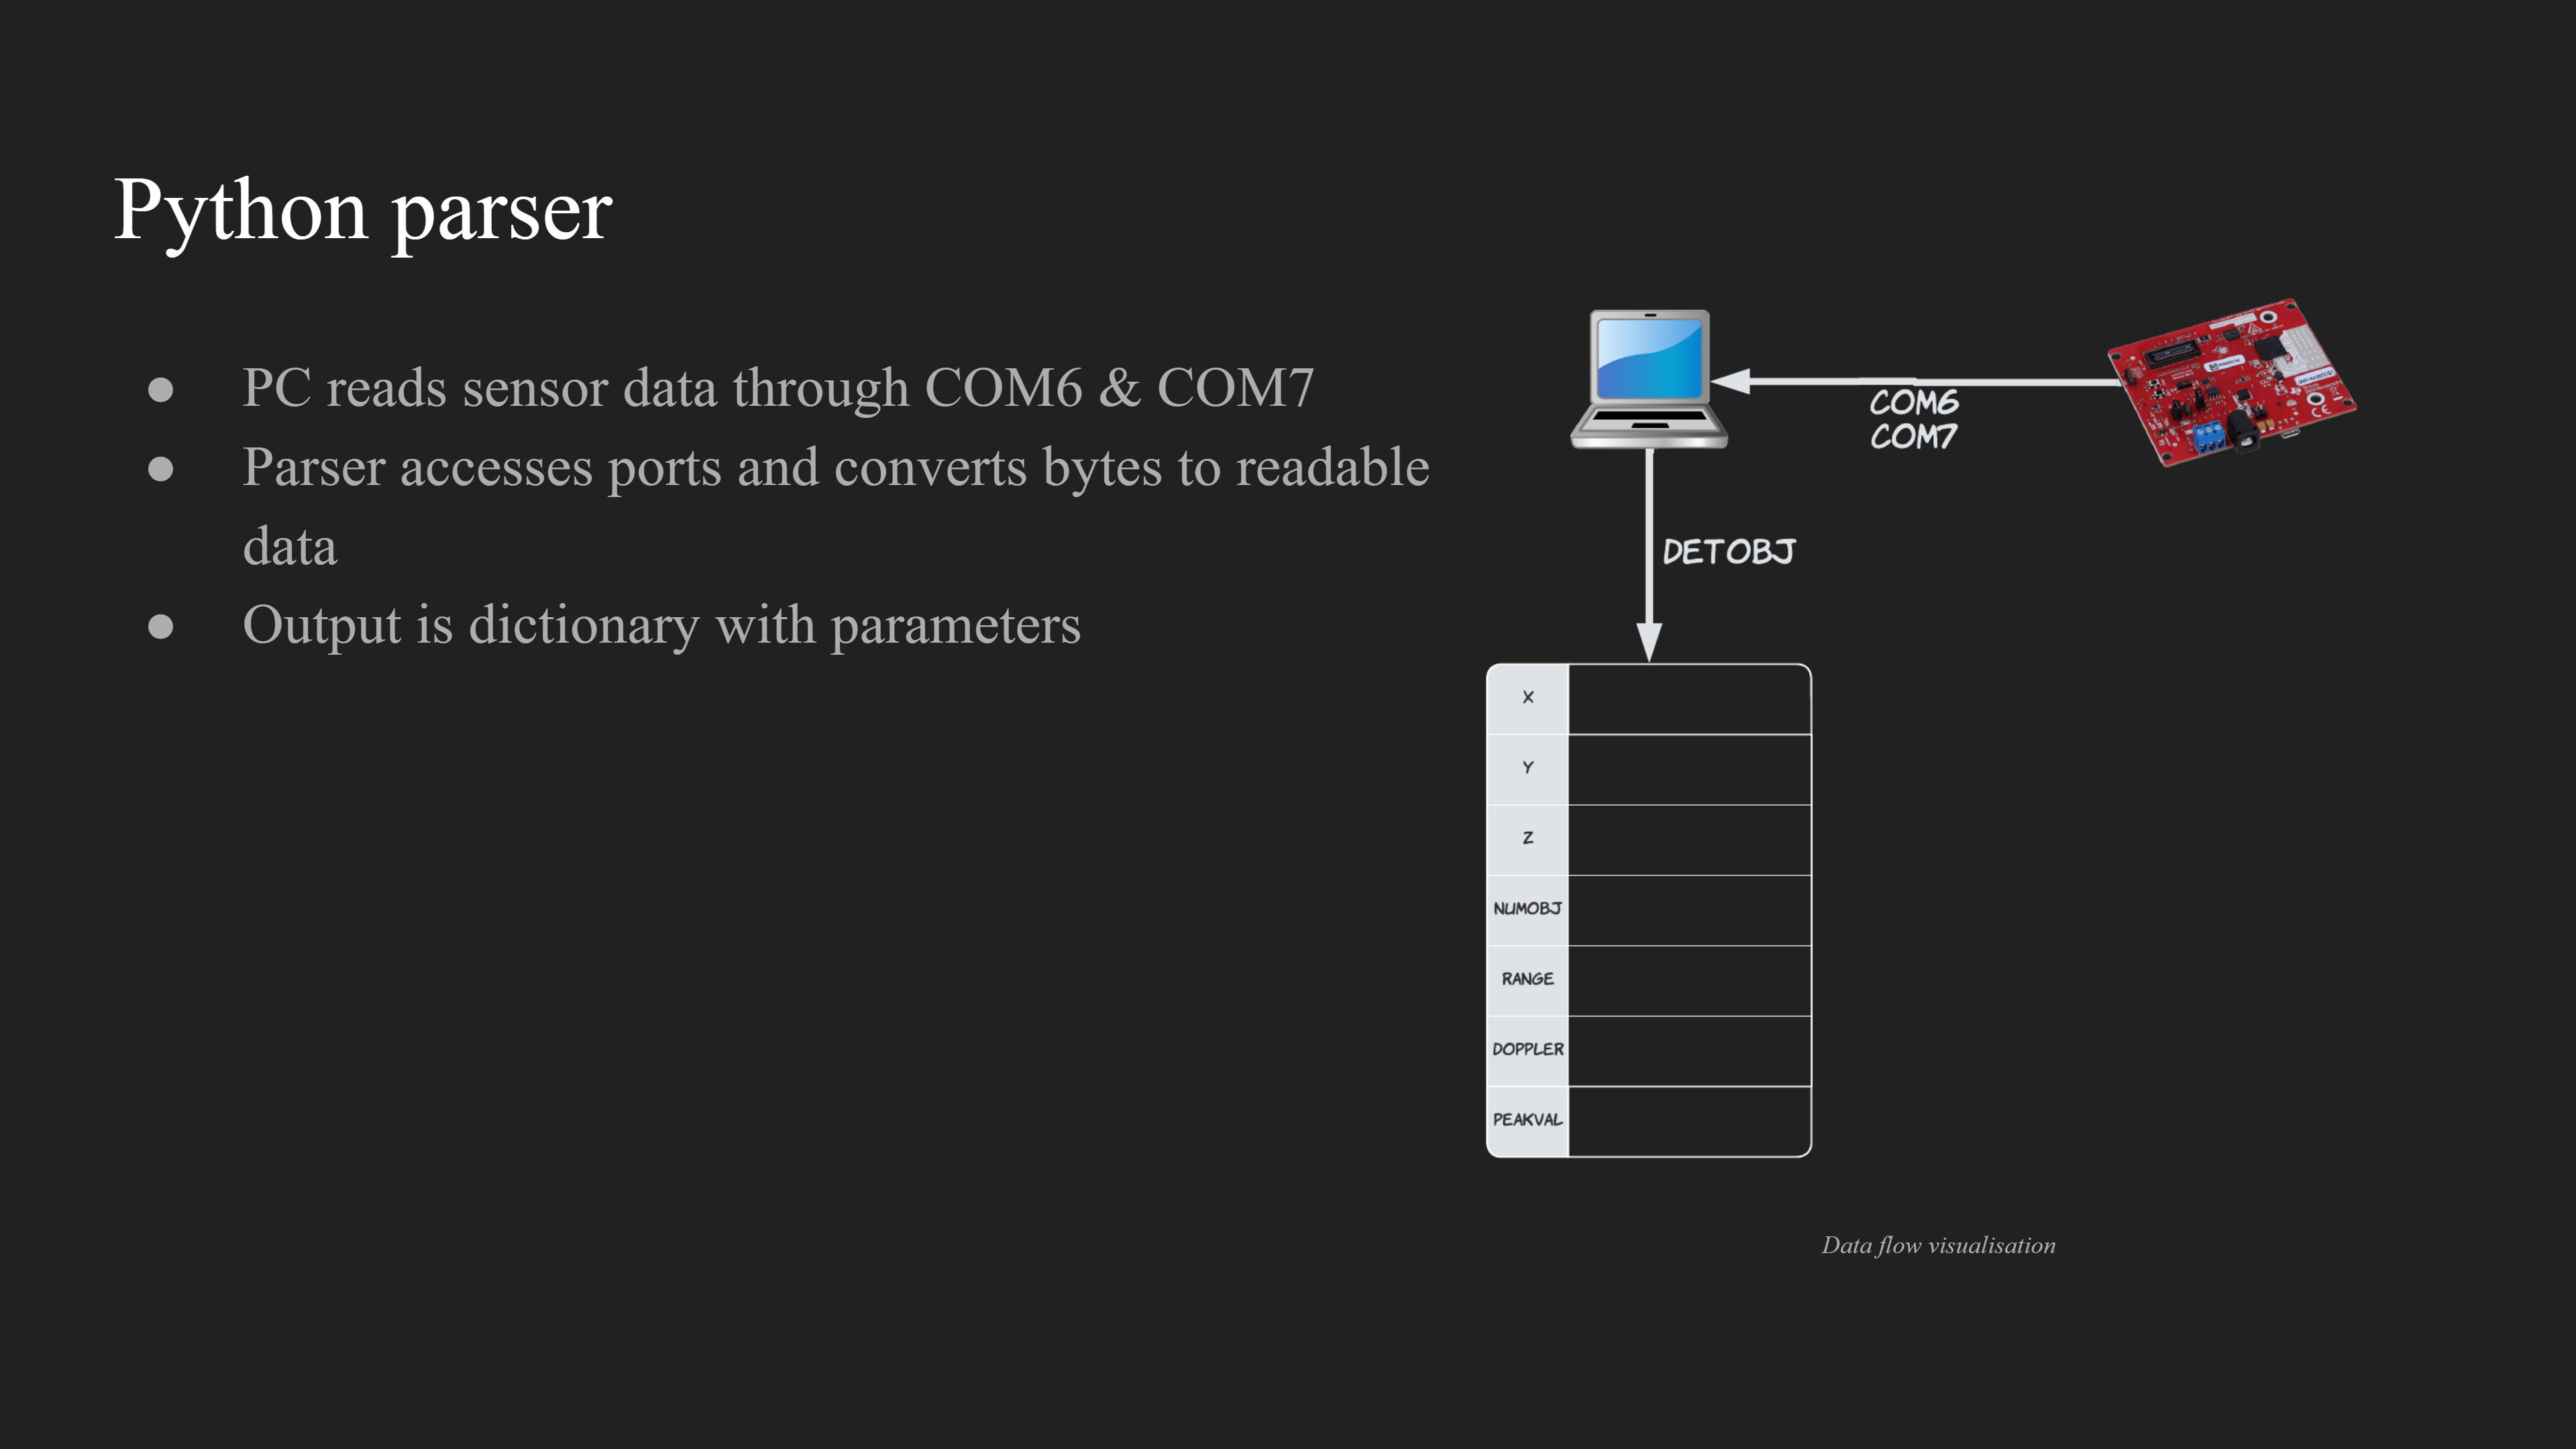 Python parser
● PC reads sensor data through COM6 & COM7
● Parser accesses ports and converts bytes to readable
data
● Output is dictionary with parameters
COM6
COM7
DETOBJ
X
Y
Z
NUMOBJ
RANGE
DOPPLER
PEAKVAL
Data flow visualisation